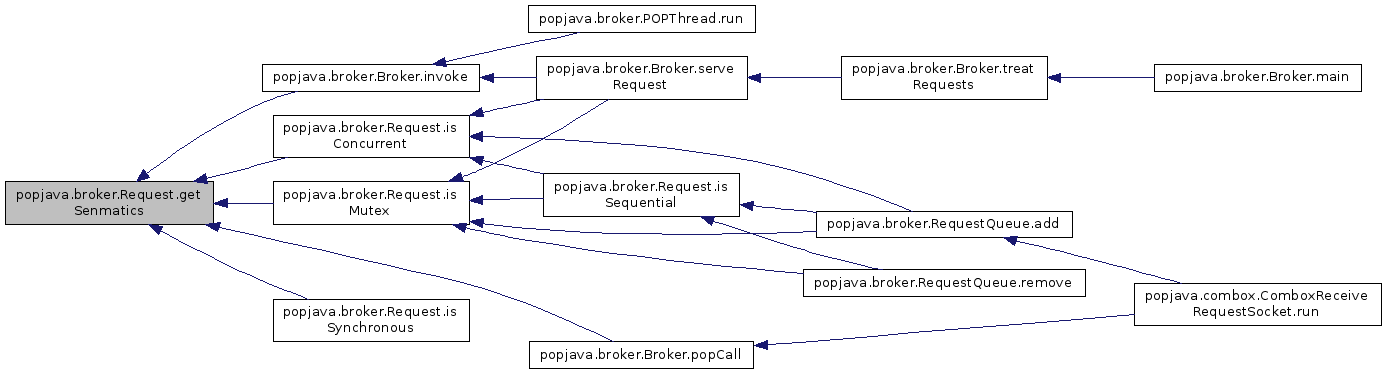 popjava.broker.POPThread.run
popjava.broker.Broker.invoke
popjava.broker.Broker.serve
Request
popjava.broker.Broker.treat
Requests
popjava.broker.Broker.main
popjava.broker.Request.is
Concurrent
popjava.broker.Request.get
Senmatics
popjava.broker.Request.is
Mutex
popjava.broker.Request.is
Sequential
popjava.broker.RequestQueue.add
popjava.broker.RequestQueue.remove
popjava.combox.ComboxReceive
RequestSocket.run
popjava.broker.Request.is
Synchronous
popjava.broker.Broker.popCall